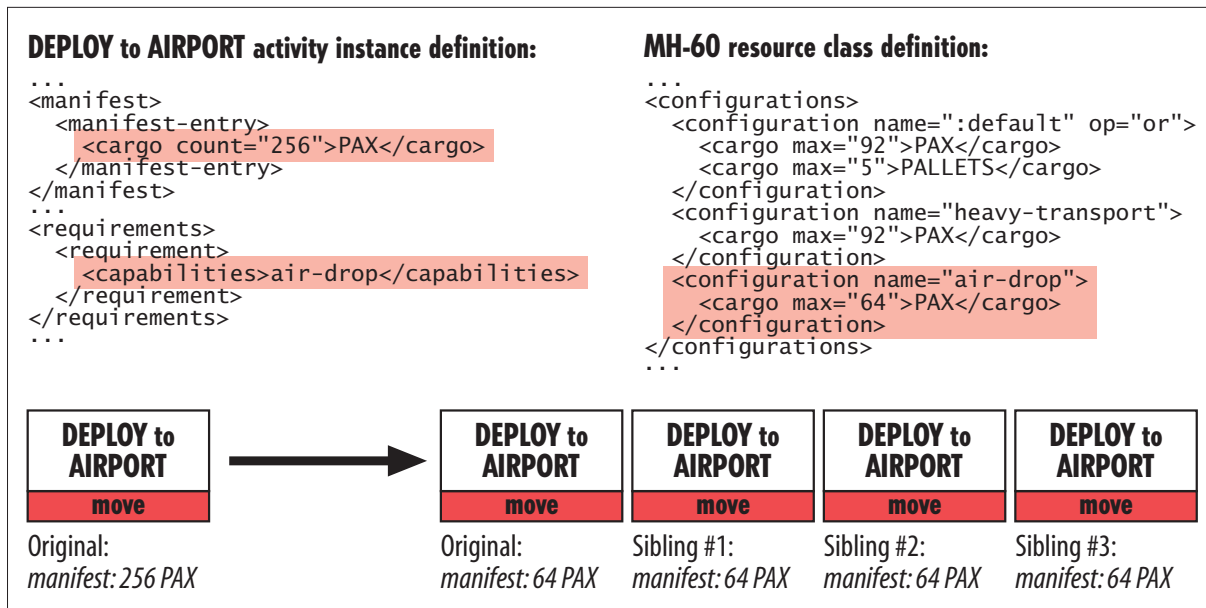 DEPLOY to AIRPORT activity instance definition:
...
<manifest>
  <manifest-entry>
    <cargo count="256">PAX</cargo>
  </manifest-entry>
</manifest>
...
<requirements>
  <requirement>
    <capabilities>air-drop</capabilities>
  </requirement>
</requirements>
...
MH-60 resource class definition:
...
<configurations>
  <configuration name=":default" op="or">
    <cargo max="92">PAX</cargo>
    <cargo max="5">PALLETS</cargo>
  </configuration>
  <configuration name="heavy-transport">
    <cargo max="92">PAX</cargo>
  </configuration>
  <configuration name="air-drop">
    <cargo max="64">PAX</cargo>
  </configuration>
</configurations>
...
DEPLOY to
AIRPORT
move
Original:
manifest: 256 PAX
DEPLOY to
AIRPORT
move
Original:
manifest: 64 PAX
DEPLOY to
AIRPORT
move
Sibling #1:
manifest: 64 PAX
DEPLOY to
AIRPORT
move
Sibling #2:
manifest: 64 PAX
DEPLOY to
AIRPORT
move
Sibling #3:
manifest: 64 PAX